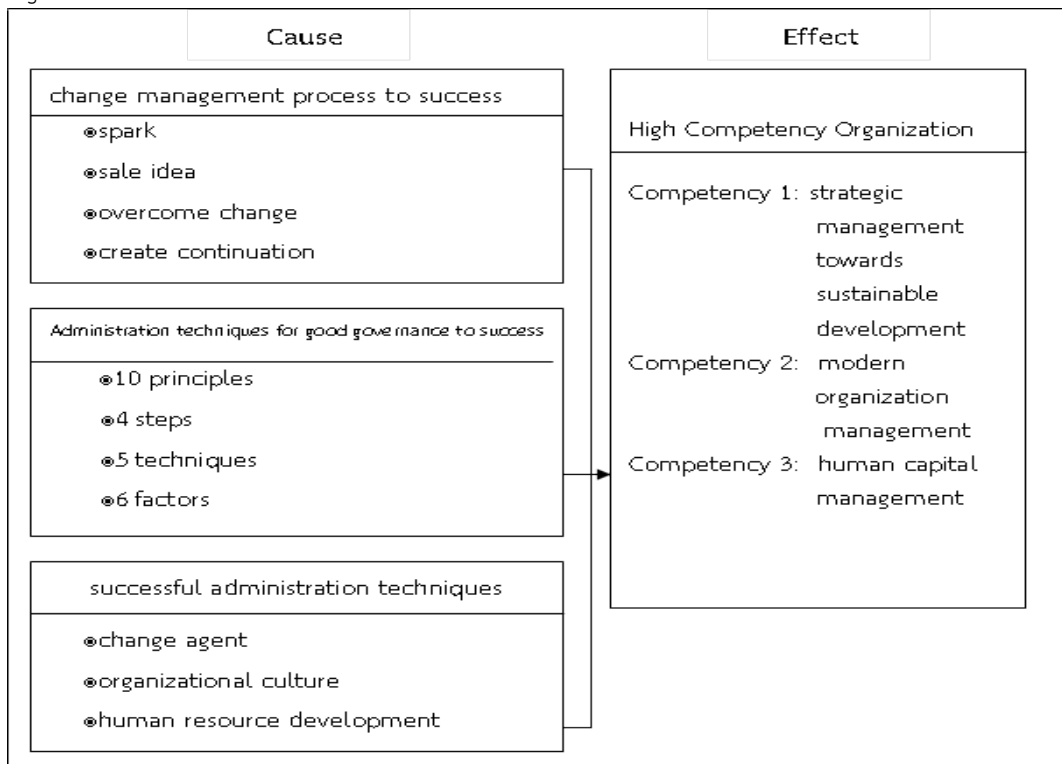 Cause
change management process to success
◉spark
◉sale idea
◉overcome change
◉create continuation
Administration techniques for good governance to success
◉10 principles
◉4 steps
◉5 techniques
◉6 factors
successful administration techniques
◉change agent
◉organizational culture
◉human resource development
Effect
High Competency Organization
Competency 1: strategic
management
towards
sustainable
development
Competency 2: modern
organization
management
Competency 3: human capital
management